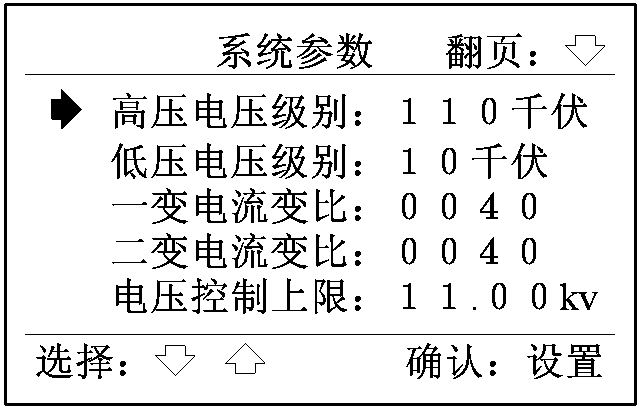 系统参数 翻页：
高压电压级别：110千伏
低压电压级别：10千伏
一变电流变比：0040
二变电流变比：0040
电压控制上限：11.00kv
选择： 确认：设置